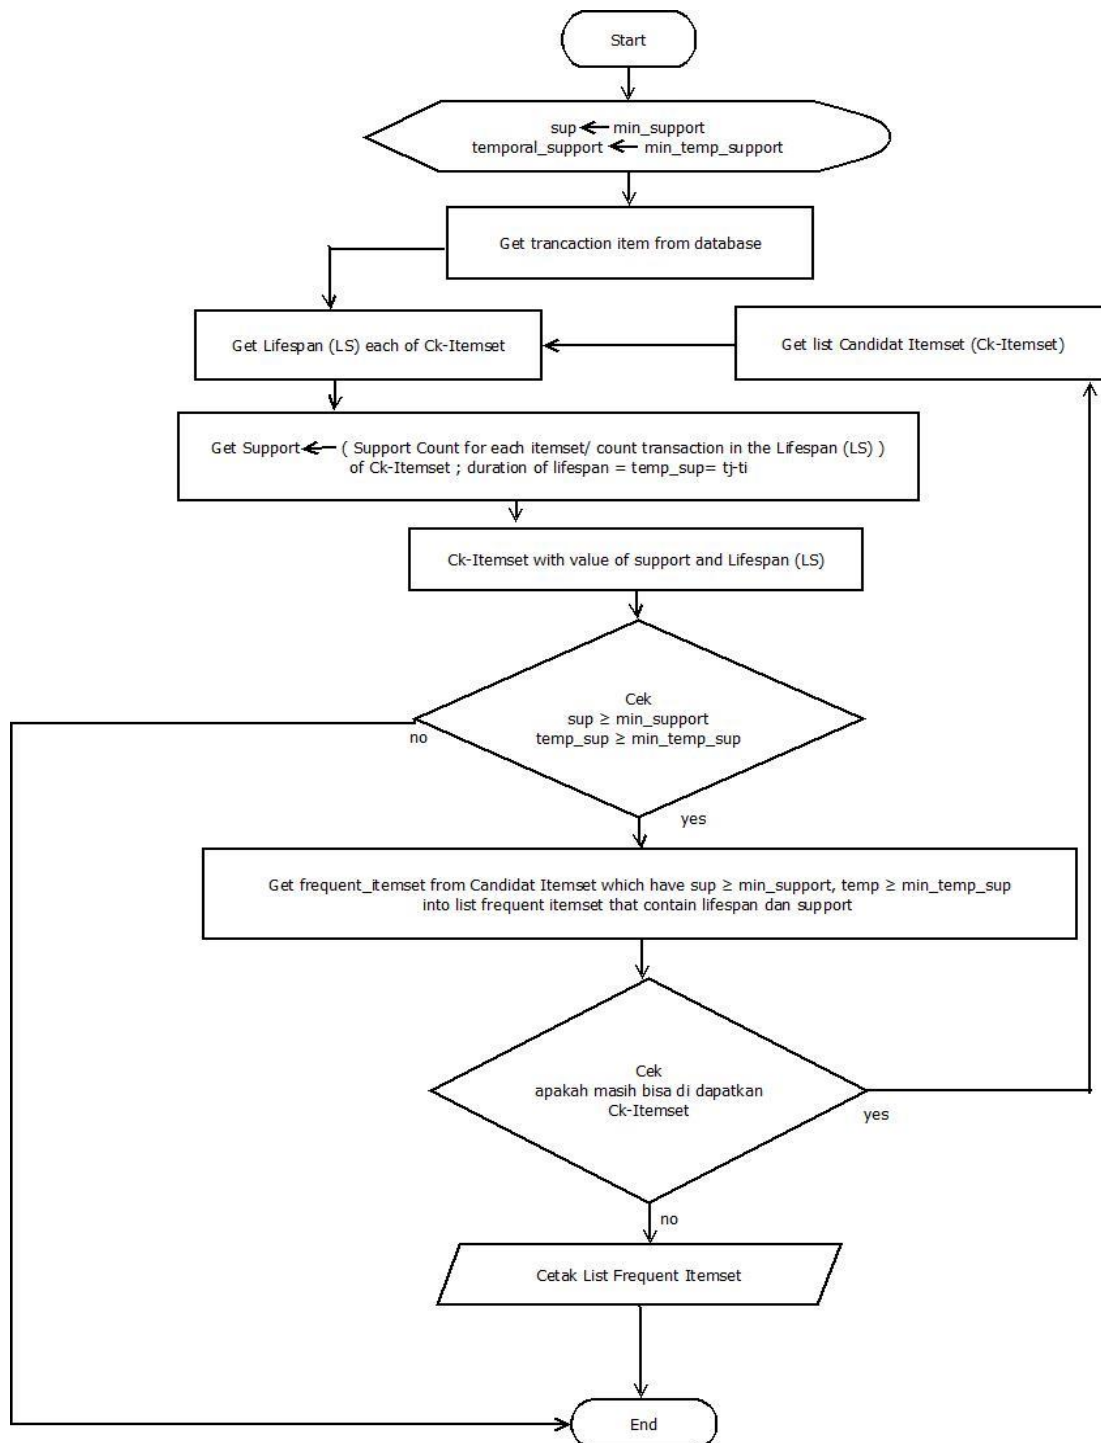 Start
sup ← min_support
temporal_support ← min_temp_support
Get trancaction item from database
Get Lifespan (LS) each of Ck-Itemset
Get list Candidat Itemset (Ck-Itemset)
Get Support ← ( Support Count for each itemset/ count transaction in the Lifespan (LS) )
of Ck-Itemset ; duration of lifespan = temp_sup= tj-ti
Ck-Itemset with value of support and Lifespan (LS)
Cek
sup ≥ min_support
temp_sup ≥ min_temp_sup
no
yes
Get frequent_itemset from Candidat Itemset which have sup ≥ min_support, temp ≥ min_temp_sup
into list frequent itemset that contain lifespan dan support
Cek
apakah masih bisa di dapatkan
Ck-Itemset
yes
no
Cetak List Frequent Itemset
End